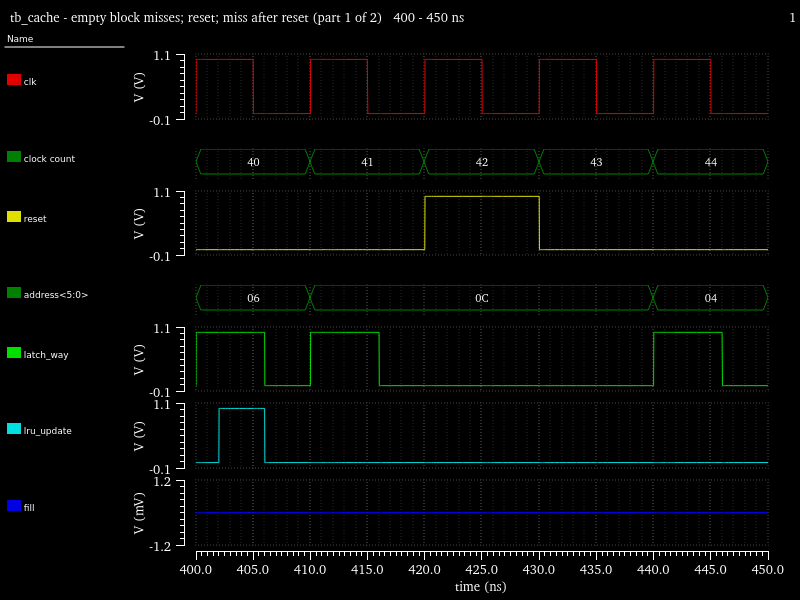 tb_cache - empty block misses; reset; miss after reset (part 1 of 2)   400 - 450 ns
1
Name
clk
V (V)
1.1
-0.1
clock count
40
41
42
43
44
reset
V (V)
1.1
-0.1
address<5:0>
06
0C
04
latch_way
V (V)
1.1
-0.1
lru_update
V (V)
1.1
-0.1
fill
V (mV)
1.2
-1.2
400.0 405.0 410.0 415.0 420.0 425.0 430.0 435.0 440.0 445.0 450.0
time (ns)